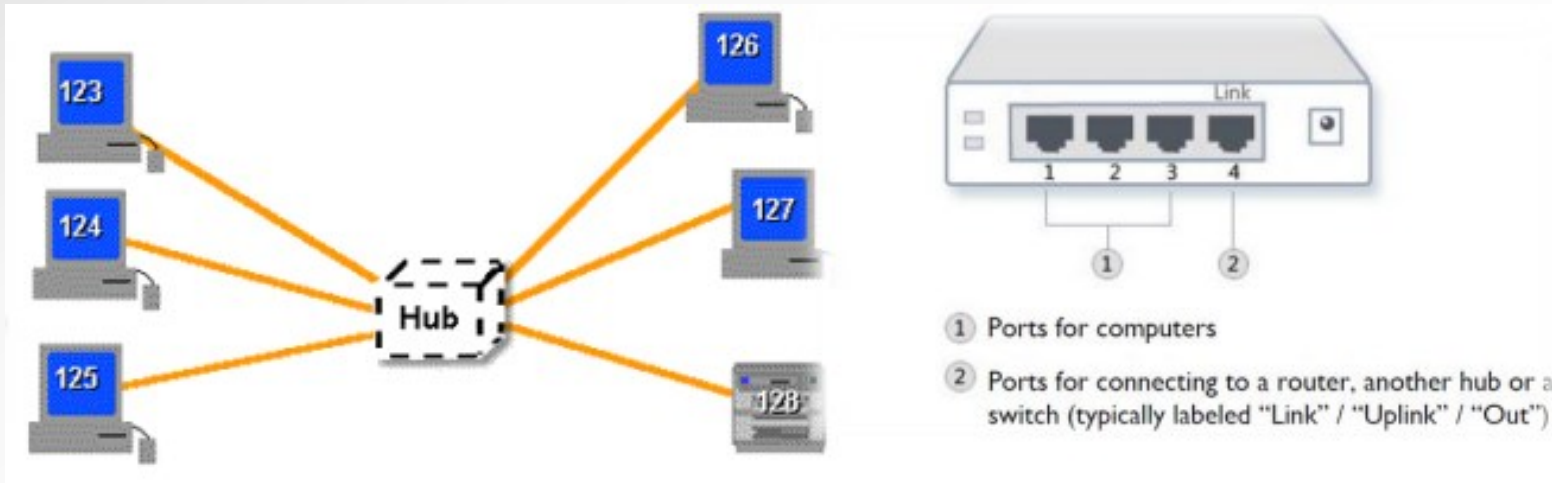 123
124
125
Hub
126
127
128
Link
1 2 3 4
1 2
1 Ports for computers
2 Ports for connecting to a router, another hub or a
switch (typically labeled “Link” / “Uplink” / “Out”)